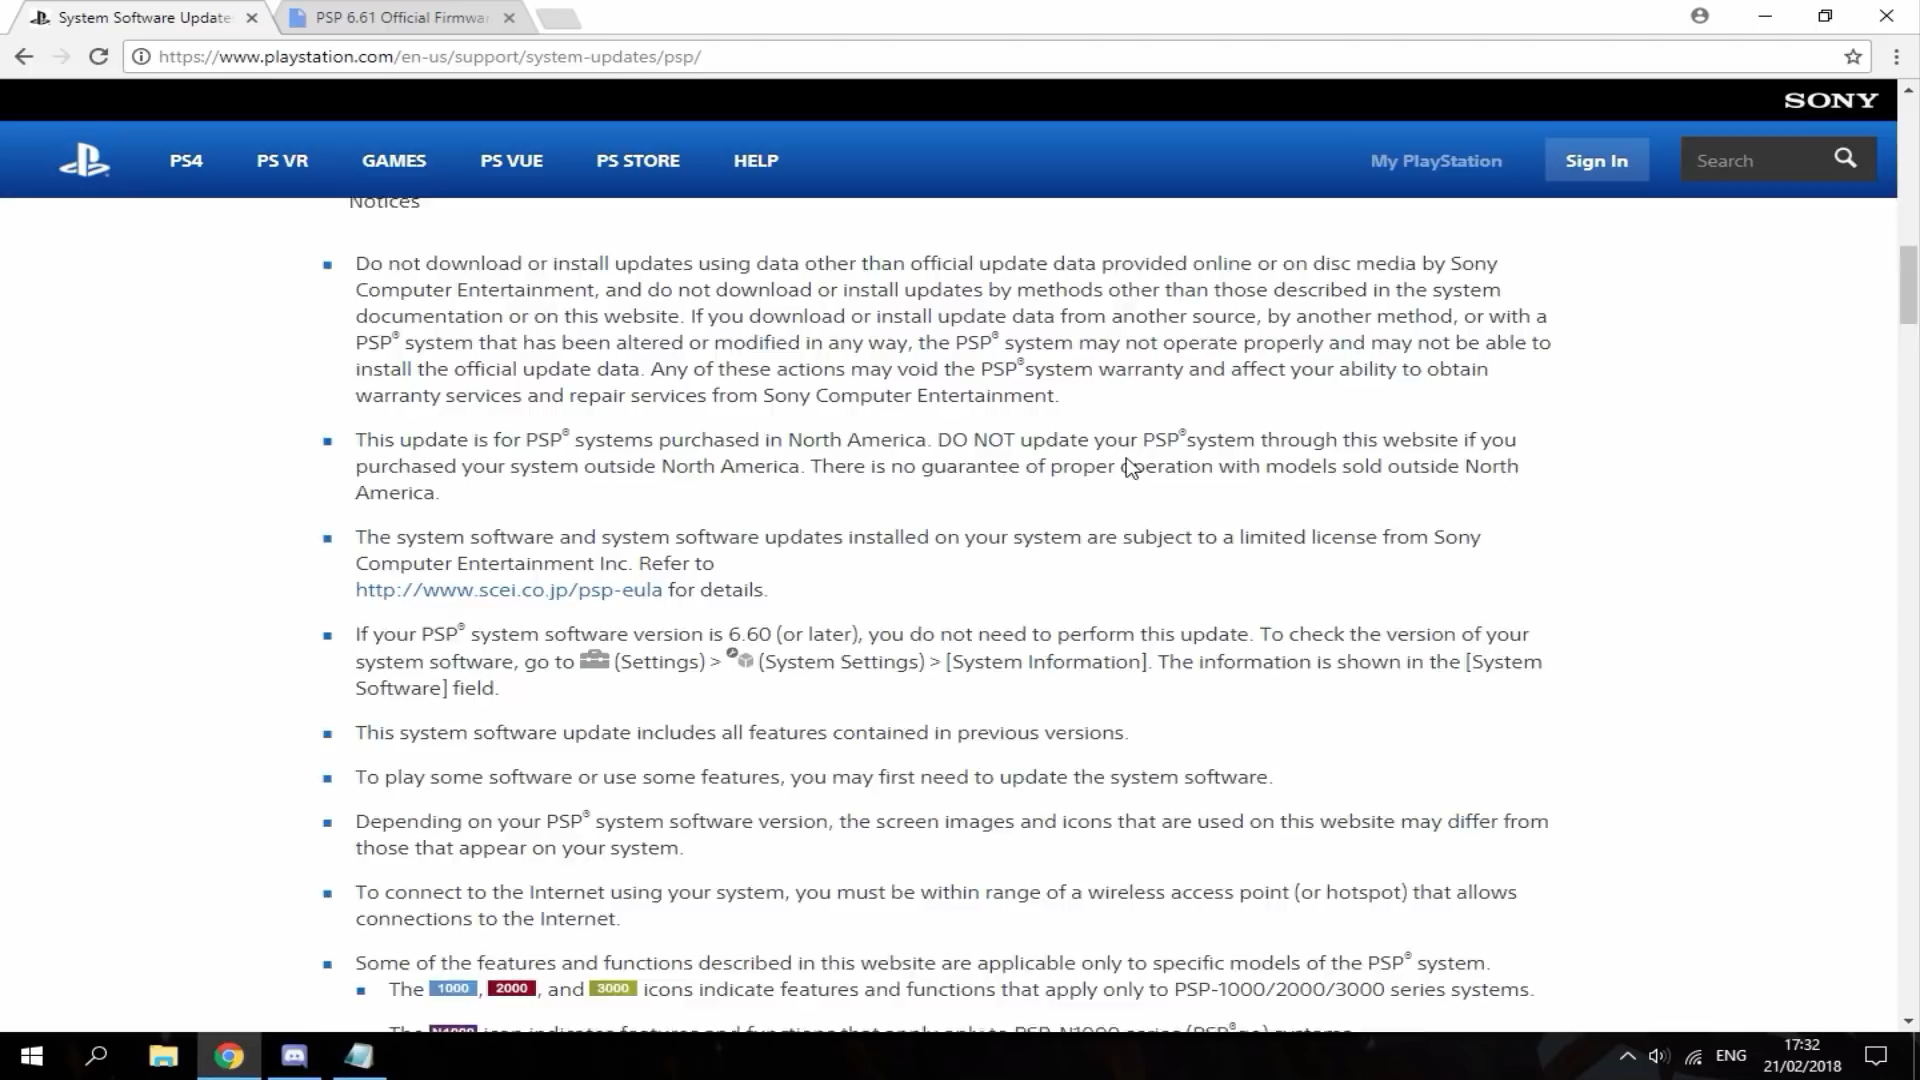 System Software Update
PSP 6.61 Official Firmwar
https://www.playstation.com/en-us/support/system-updates/psp/
SONY
PS4
PS VR
GAMES
PS VUE
PS STORE
HELP
My PlayStation
Sign In
Search
Notices
Do not download or install updates using data other than official update data provided online or on disc media by Sony
Computer Entertainment, and do not download or install updates by methods other than those described in the system
documentation or on this website. If you download or install update data from another source, by another method, or with a
PSP® system that has been altered or modified in any way, the PSP® system may not operate properly and may not be able to
install the official update data. Any of these actions may void the PSP®system warranty and affect your ability to obtain
warranty services and repair services from Sony Computer Entertainment.
This update is for PSP® systems purchased in North America. DO NOT update your PSP®system through this website if you
purchased your system outside North America. There is no guarantee of proper operation with models sold outside North
America.
The system software and system software updates installed on your system are subject to a limited license from Sony
Computer Entertainment Inc. Refer to
http://www.scei.co.jp/psp-eula for details.
If your PSP® system software version is 6.60 (or later), you do not need to perform this update. To check the version of your
system software, go to (Settings) > (System Settings) > [System Information]. The information is shown in the [System
Software] field.
This system software update includes all features contained in previous versions.
To play some software or use some features, you may first need to update the system software.
Depending on your PSP® system software version, the screen images and icons that are used on this website may differ from
those that appear on your system.
To connect to the Internet using your system, you must be within range of a wireless access point (or hotspot) that allows
connections to the Internet.
Some of the features and functions described in this website are applicable only to specific models of the PSP® system.
The 1000, 2000, and 3000 icons indicate features and functions that apply only to PSP-1000/2000/3000 series systems.
The N1000 icon indicates features and functions that apply only to PSP-N1000 series (PSP®go) systems.
ENG
17:32
21/02/2018